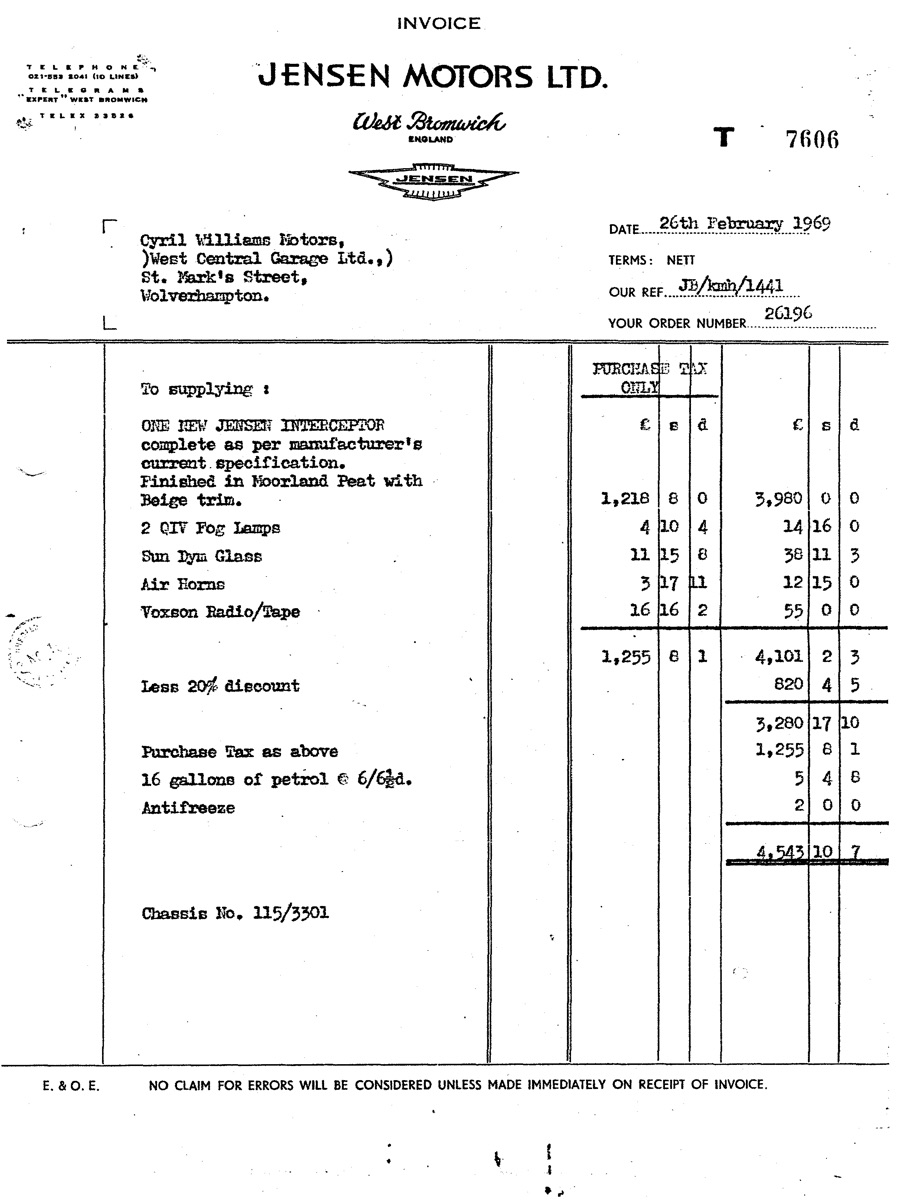 INVOICE
TELEPHONE
021-553 2041 (10 LINES)
TELEGRAMS
"EXPERT" WEST BROMWICH
TELEX 33526
JENSEN MOTORS LTD.
West Bromwich
ENGLAND
JENSEN
T 7606
Cyril Williams Motors,
)West Central Garage Ltd.,)
St. Mark's Street,
Wolverhampton.
DATE 26th February 1969
TERMS: NETT
OUR REF. JB/kmh/1441
YOUR ORDER NUMBER 26196
PURCHASE TAX
ONLY
To supplying :
ONE NEW JENSEN INTERCEPTOR £ s d £ s d
complete as per manufacturer's
current specification.
Finished in Moorland Peat with
Beige trim. 1,218 8 0 3,980 0 0
2 QIV Fog Lamps 4 10 4 14 16 0
Sun Dym Glass 11 15 8 38 11 3
Air Horns 3 17 11 12 15 0
Voxson Radio/Tape 16 16 2 55 0 0
1,255 8 1 4,101 2 3
Less 20% discount 820 4 5
3,280 17 10
Purchase Tax as above 1,255 8 1
16 gallons of petrol @ 6/6½d. 5 4 8
Antifreeze 2 0 0
4,543 10 7
Chassis No. 115/3301
E. & O. E. NO CLAIM FOR ERRORS WILL BE CONSIDERED UNLESS MADE IMMEDIATELY ON RECEIPT OF INVOICE.